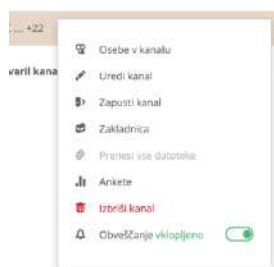 ..... +22
Osebe v kanalu
Uredi kanal
varil kana
Zapusti kanal
Zakladnica
Prenesi vse datoteke
Ankete
Izbriši kanal
Obveščanje vklopljeno